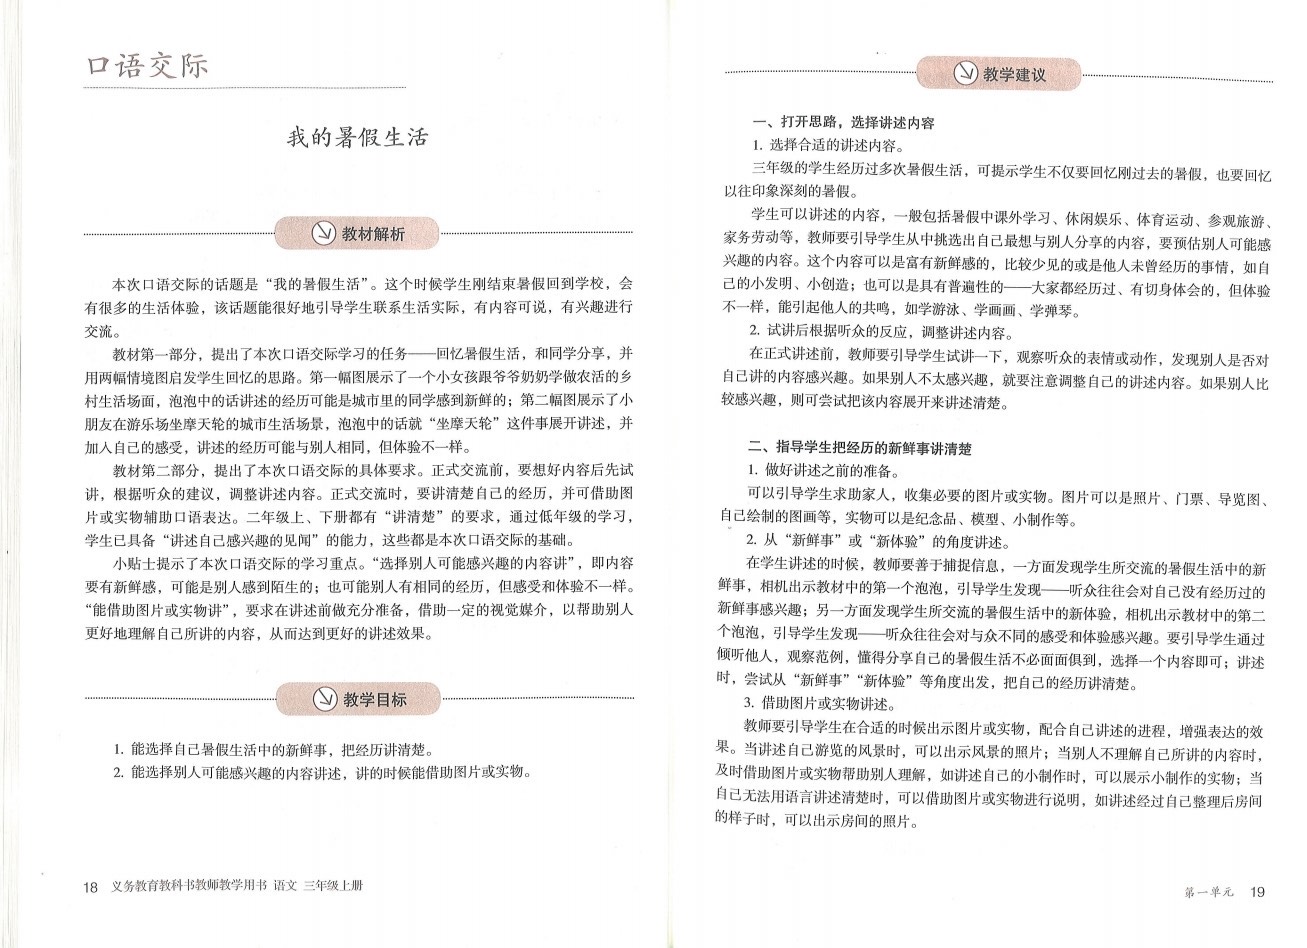 口语交际
我的暑假生活
教材解析
本次口语交际的话题是“我的暑假生活”。这个时候学生刚结束暑假回到学校，会
有很多的生活体验，该话题能很好地引导学生联系生活实际，有内容可说，有兴趣进行
交流。
教材第一部分，提出了本次口语交际学习的任务——回忆暑假生活，和同学分享，并
用两幅情境图启发学生回忆的思路。第一幅图展示了一个小女孩跟爷爷奶奶学做农活的乡
村生活场面，泡泡中的话讲述的经历可能是城市里的同学感到新鲜的；第二幅图展示了小
朋友在游乐场坐摩天轮的城市生活场景，泡泡中的话就“坐摩天轮”这件事展开讲述，并
加入自己的感受，讲述的经历可能与别人相同，但体验不一样。
教材第二部分，提出了本次口语交际的具体要求。正式交流前，要想好内容后先试
讲，根据听众的建议，调整讲述内容。正式交流时，要讲清楚自己的经历，并可借助图
片或实物辅助口语表达。二年级上、下册都有“讲清楚”的要求，通过低年级的学习，
学生已具备“讲述自己感兴趣的见闻”的能力，这些都是本次口语交际的基础。
小贴士提示了本次口语交际的学习重点。“选择别人可能感兴趣的内容讲”，即内容
要有新鲜感，可能是别人感到陌生的；也可能别人有相同的经历，但感受和体验不一样。
“能借助图片或实物讲”，要求在讲述前做充分准备，借助一定的视觉媒介，以帮助别人
更好地理解自己所讲的内容，从而达到更好的讲述效果。
教学目标
1. 能选择自己暑假生活中的新鲜事，把经历讲清楚。
2. 能选择别人可能感兴趣的内容讲述，讲的时候能借助图片或实物。
18 义务教育教科书教师教学用书 语文 三年级上册
教学建议
一、打开思路，选择讲述内容
1. 选择合适的讲述内容。
三年级的学生经历过多次暑假生活，可提示学生不仅要回忆刚过去的暑假，也要回忆
以往印象深刻的暑假。
学生可以讲述的内容，一般包括暑假中课外学习、休闲娱乐、体育运动、参观旅游、
家务劳动等，教师要引导学生从中挑选出自己最想与别人分享的内容，要预估别人可能感
兴趣的内容。这个内容可以是富有新鲜感的，比较少见的或是他人未曾经历的事情，如自
己的小发明、小创造；也可以是具有普遍性的——大家都经历过、有切身体会的，但体验
不一样，能引起他人的共鸣，如学游泳、学画画、学弹琴。
2. 试讲后根据听众的反应，调整讲述内容。
在正式讲述前，教师要引导学生试讲一下，观察听众的表情或动作，发现别人是否对
自己讲的内容感兴趣。如果别人不太感兴趣，就要注意调整自己的讲述内容。如果别人比
较感兴趣，则可尝试把该内容展开来讲述清楚。
二、指导学生把经历的新鲜事讲清楚
1. 做好讲述之前的准备。
可以引导学生求助家人，收集必要的图片或实物。图片可以是照片、门票、导览图、
自己绘制的图画等，实物可以是纪念品、模型、小制作等。
2. 从“新鲜事”或“新体验”的角度讲述。
在学生讲述的时候，教师要善于捕捉信息，一方面发现学生所交流的暑假生活中的新
鲜事，相机出示教材中的第一个泡泡，引导学生发现——听众往往会对自己没有经历过的
新鲜事感兴趣；另一方面发现学生所交流的暑假生活中的新体验，相机出示教材中的第二
个泡泡，引导学生发现——听众往往会对与众不同的感受和体验感兴趣。要引导学生通过
倾听他人，观察范例，懂得分享自己的暑假生活不必面面俱到，选择一个内容即可；讲述
时，尝试从“新鲜事”“新体验”等角度出发，把自己的经历讲清楚。
3. 借助图片或实物讲述。
教师要引导学生在合适的时候出示图片或实物，配合自己讲述的进程，增强表达的效
果。当讲述自己游览的风景时，可以出示风景的照片；当别人不理解自己所讲的内容时，
及时借助图片或实物帮助别人理解，如讲述自己的小制作时，可以展示小制作的实物；当
自己无法用语言讲述清楚时，可以借助图片或实物进行说明，如讲述经过自己整理后房间
的样子时，可以出示房间的照片。
第一单元 19